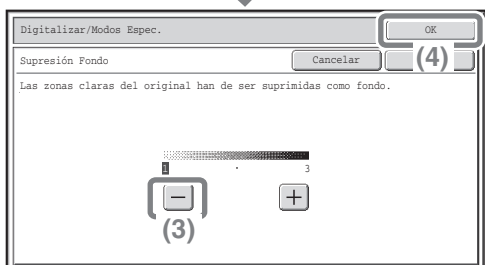 Digitalizar/Modos Espec.
OK
Supresión Fondo
Cancelar
(4)
Las zonas claras del original han de ser suprimidas como fondo.
1 · 3
− +
(3)